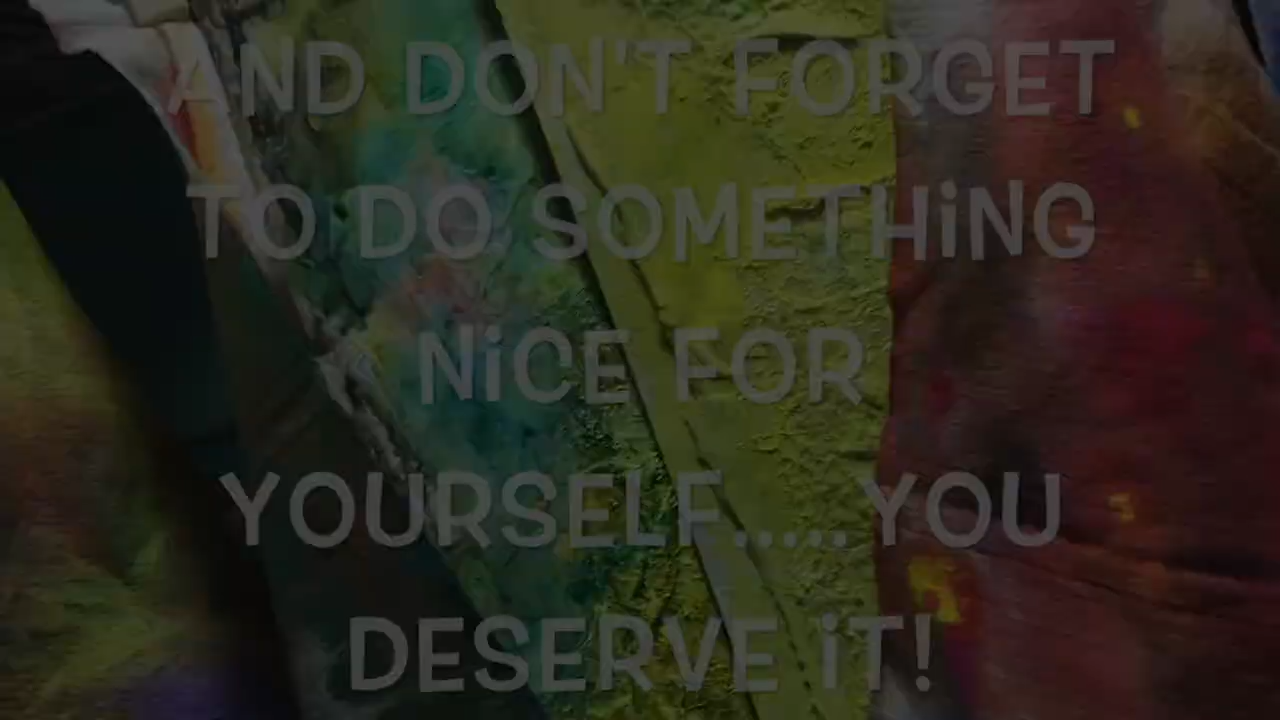 AND DON'T FORGET
TO DO SOMETHiNG
NiCE FOR
YOURSELF.....YOU
DESERVE iT!